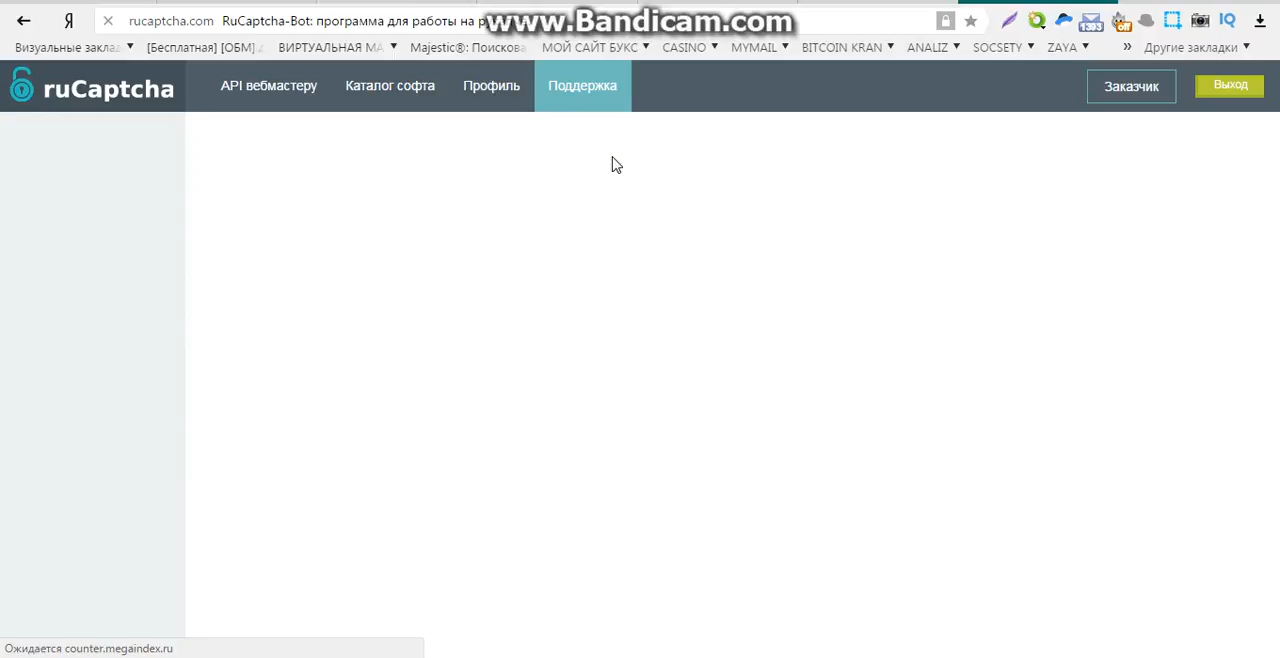 www.Bandicam.com
Я rucaptcha.com RuCaptcha-Bot: программа для работы на
Визуальные заклад [Бесплатная] [ОБМ] ВИРТУАЛЬНАЯ МА Majestic®: Поискова МОЙ САЙТ БУКС CASINO MYMAIL BITCOIN KRAN ANALIZ SOCSETY ZAYA » Другие закладки
ruCaptcha API вебмастеру Каталог софта Профиль Поддержка Заказчик Выход
Ожидается counter.megaindex.ru